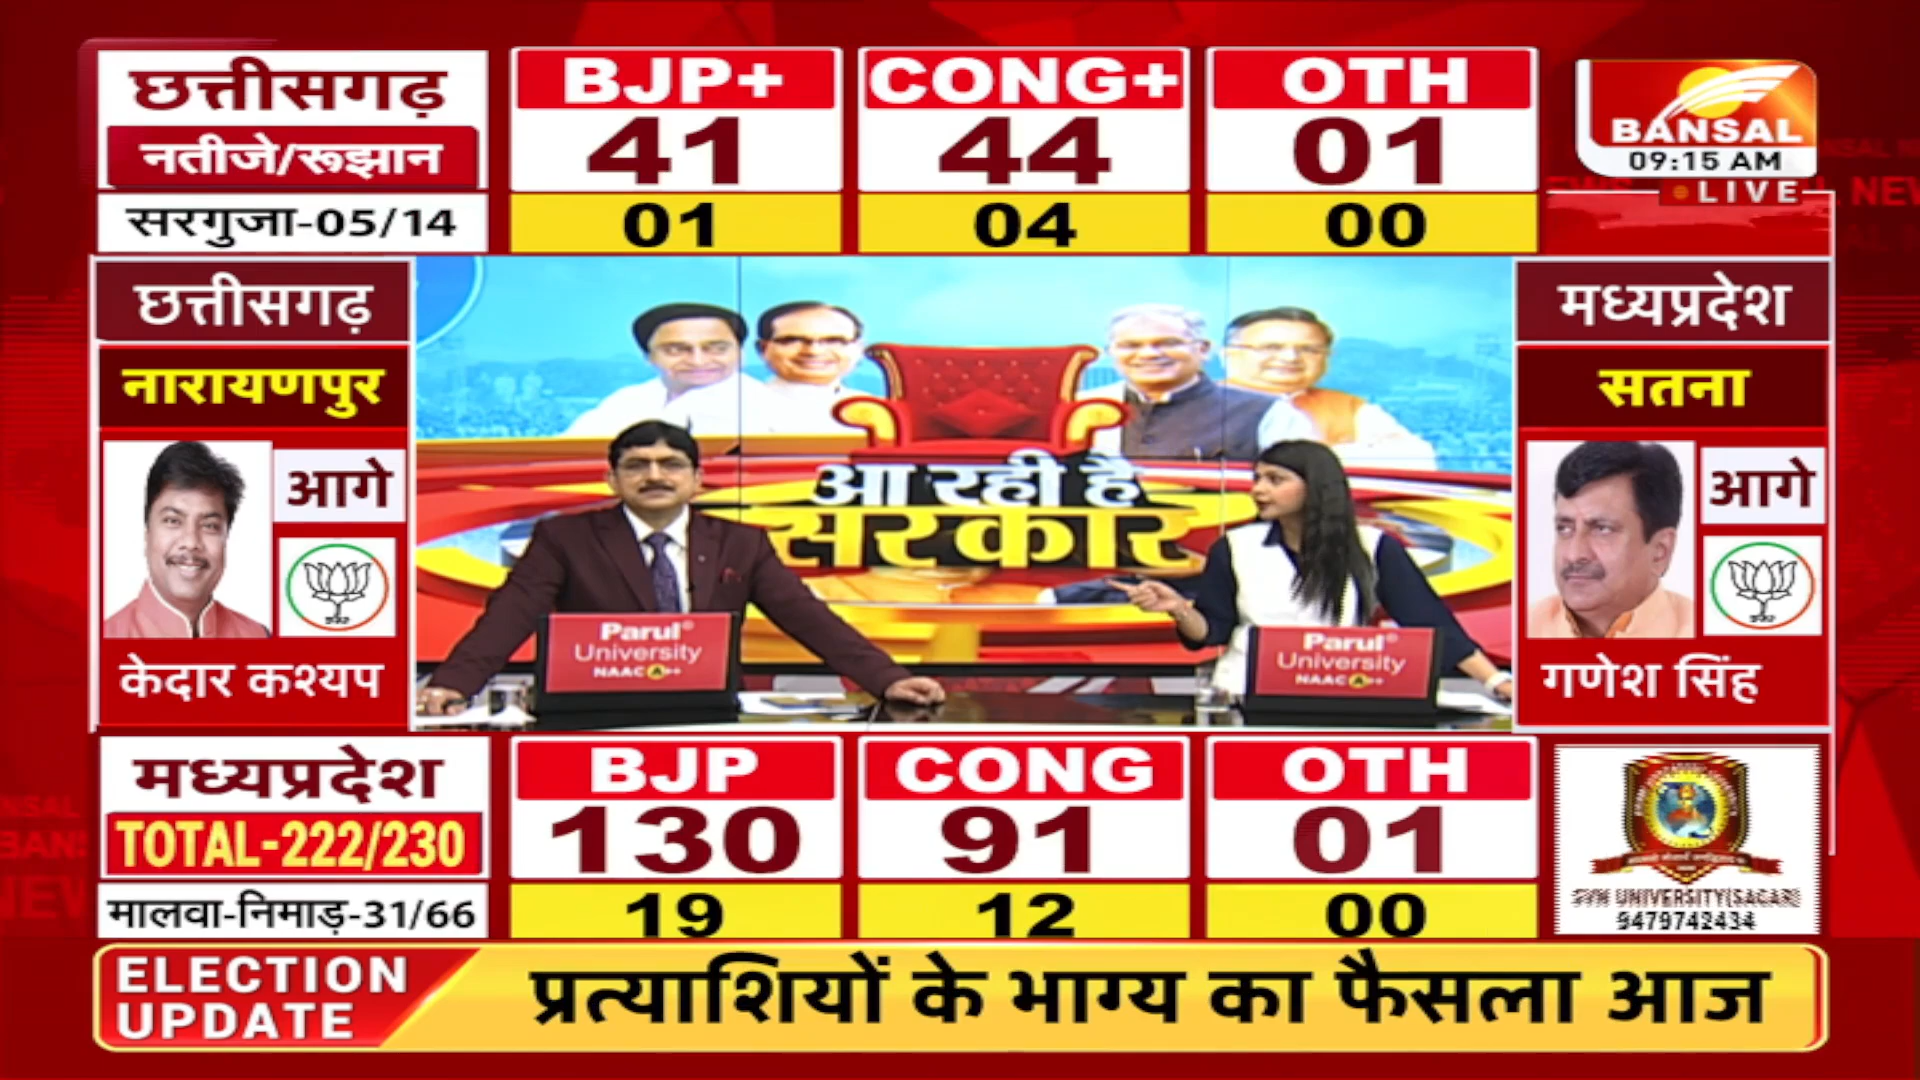 छत्तीसगढ़
नतीजे/रूझान
सरगुजा-05/14
BJP+
41
01
CONG+
44
04
OTH
01
00
BANSAL
09:15 AM
LIVE
छत्तीसगढ़
नारायणपुर
आगे
केदार कश्यप
आ रही है
सरकार
Parul
University
NAAC A++
Parul
University
NAAC A++
मध्यप्रदेश
सतना
आगे
गणेश सिंह
मध्यप्रदेश
TOTAL-222/230
मालवा-निमाड़-31/66
BJP
130
19
CONG
91
12
OTH
01
00
SVN UNIVERSITY(SAGAR)
9479742434
ELECTION
UPDATE
प्रत्याशियों के भाग्य का फैसला आज